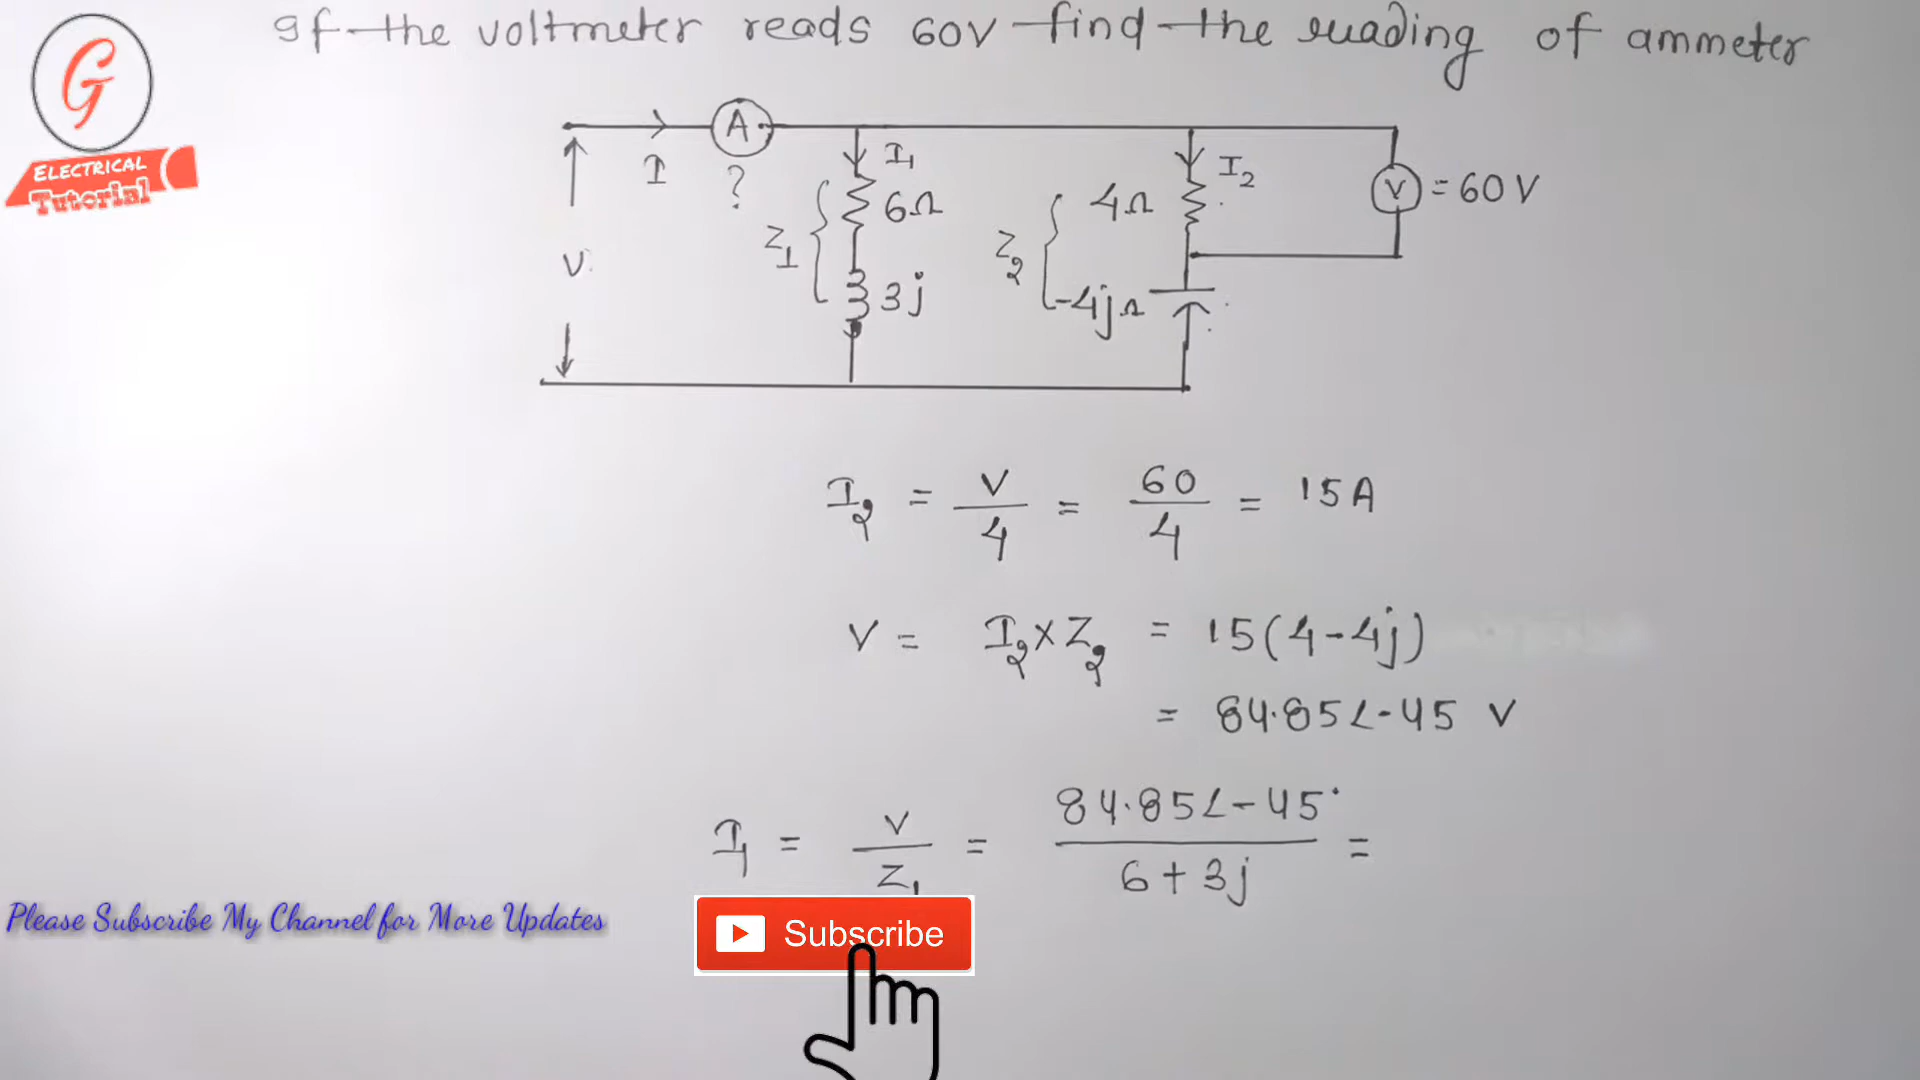 If the voltmeter reads 60V find the reading of ammeter
G
ELECTRICAL
Tutorial
A
I
?
V
I₁
6Ω
Z₁
3j
I₂
4Ω
Z₂
-4jΩ
V = 60V
I₂ = V/4 = 60/4 = 15A
V = I₂ × Z₂ = 15(4-4j)
= 84.85∠-45 V
I₁ = V/Z₁ = 84.85∠-45°/6+3j =
Please Subscribe My Channel for More Updates
Subscribe